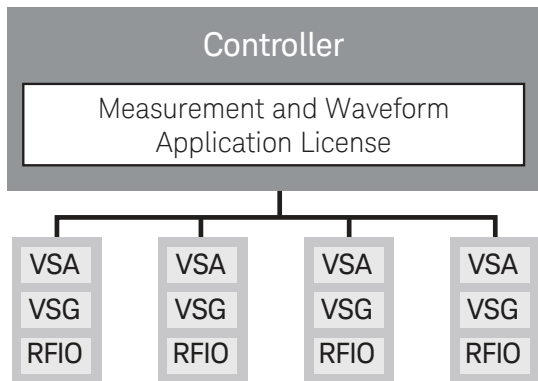 Controller
Measurement and Waveform
Application License
VSA
VSG
RFIO
VSA
VSG
RFIO
VSA
VSG
RFIO
VSA
VSG
RFIO